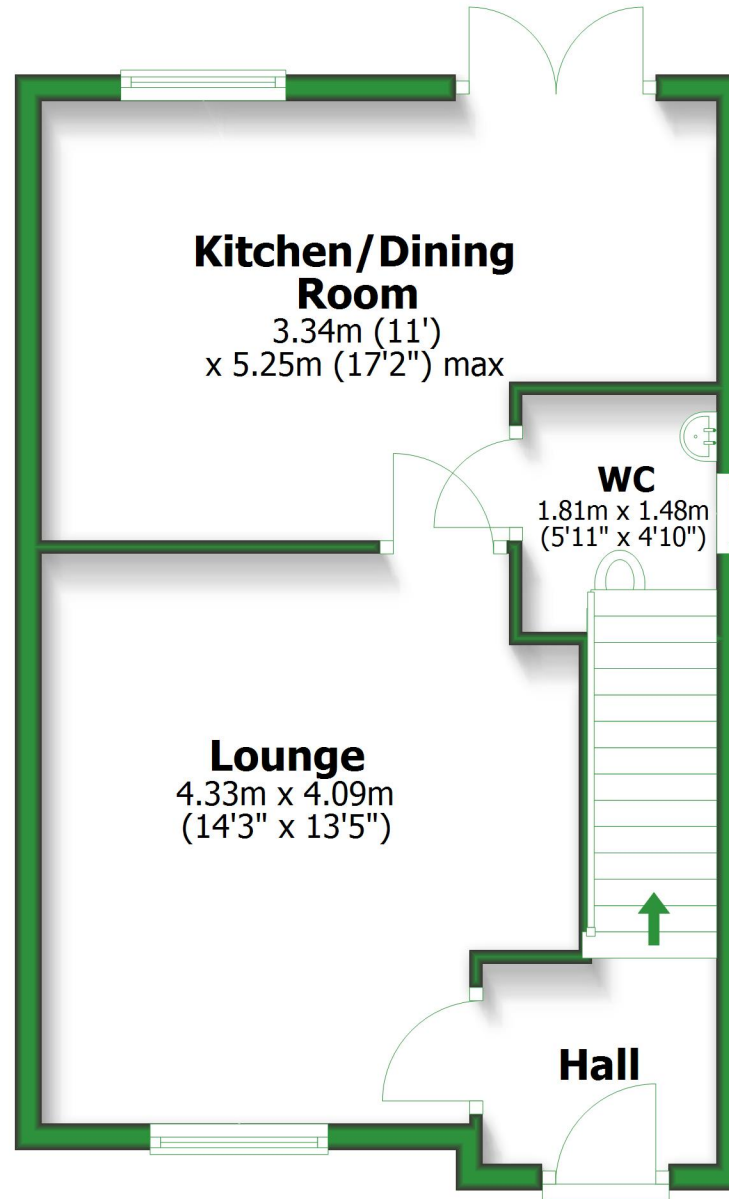 Kitchen/Dining
Room
3.34m (11')
x 5.25m (17'2") max
WC
1.81m x 1.48m
(5'11" x 4'10")
Lounge
4.33m x 4.09m
(14'3" x 13'5")
Hall